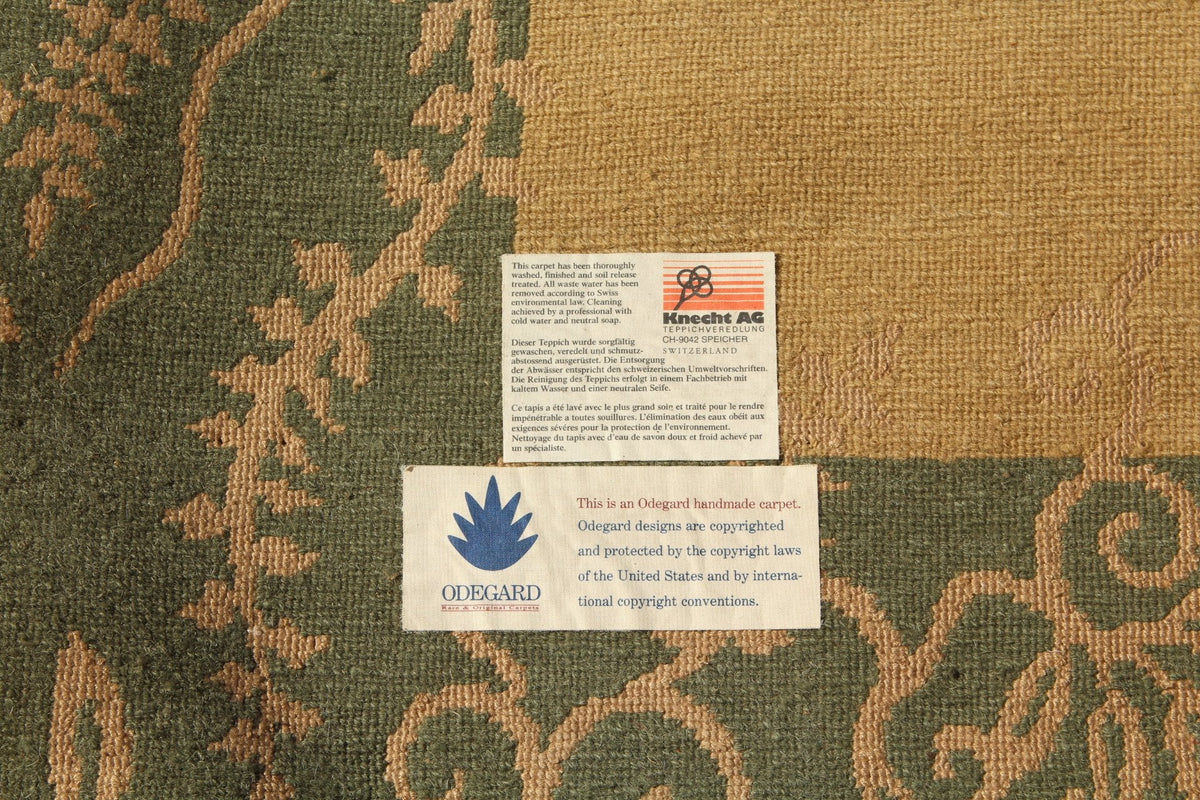 This carpet has been thoroughly
washed, finished and soil release
treated. All waste water has been
removed according to Swiss
environmental law. Cleaning
achieved by a professional with
cold water and neutral soap.
Knecht AG
TEPPICHVEREDLUNG
CH-9042 SPEICHER
SWITZERLAND
Dieser Teppich wurde sorgfältig
gewaschen, veredelt und schmutz-
abstossend ausgerüstet. Die Entsorgung
der Abwässer entspricht den schweizerischen Umweltvorschriften.
Die Reinigung des Teppichs erfolgt in einem Fachbetrieb mit
kaltem Wasser und einer neutralen Seife.
Ce tapis a été lavé avec le plus grand soin et traité pour le rendre
impénétrable a toutes souillures. L'élimination des eaux obéit aux
exigences sévéres pour la protection de l'environnement.
Nettoyage du tapis avec d'eau de savon doux et froid achevé par
un spécialiste.
ODEGARD
Rare & Original Carpets
This is an Odegard handmade carpet.
Odegard designs are copyrighted
and protected by the copyright laws
of the United States and by interna-
tional copyright conventions.